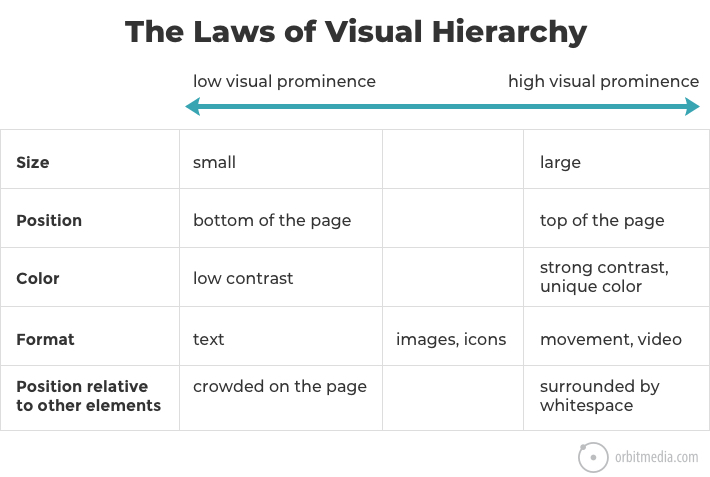 The Laws of Visual Hierarchy
low visual prominence high visual prominence
Size small large
Position bottom of the page top of the page
Color low contrast strong contrast,
unique color
Format text images, icons movement, video
Position relative
to other elements
crowded on the page
surrounded by
whitespace
orbitmedia.com